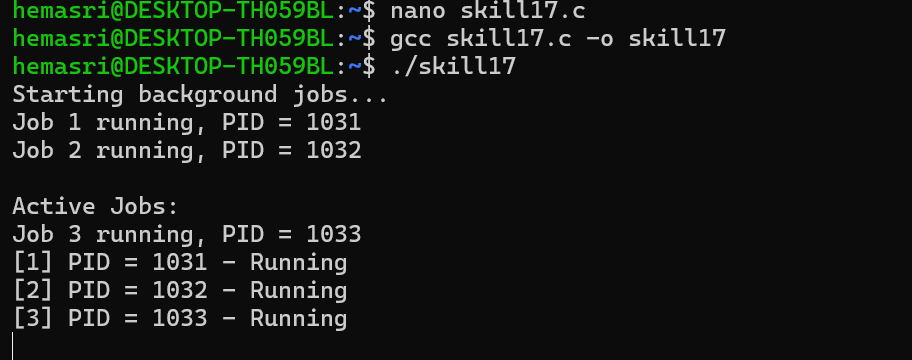 hemasri@DESKTOP-TH059BL:~$ nano skill17.c
hemasri@DESKTOP-TH059BL:~$ gcc skill17.c -o skill17
hemasri@DESKTOP-TH059BL:~$ ./skill17
Starting background jobs...
Job 1 running, PID = 1031
Job 2 running, PID = 1032

Active Jobs:
Job 3 running, PID = 1033
[1] PID = 1031 - Running
[2] PID = 1032 - Running
[3] PID = 1033 - Running